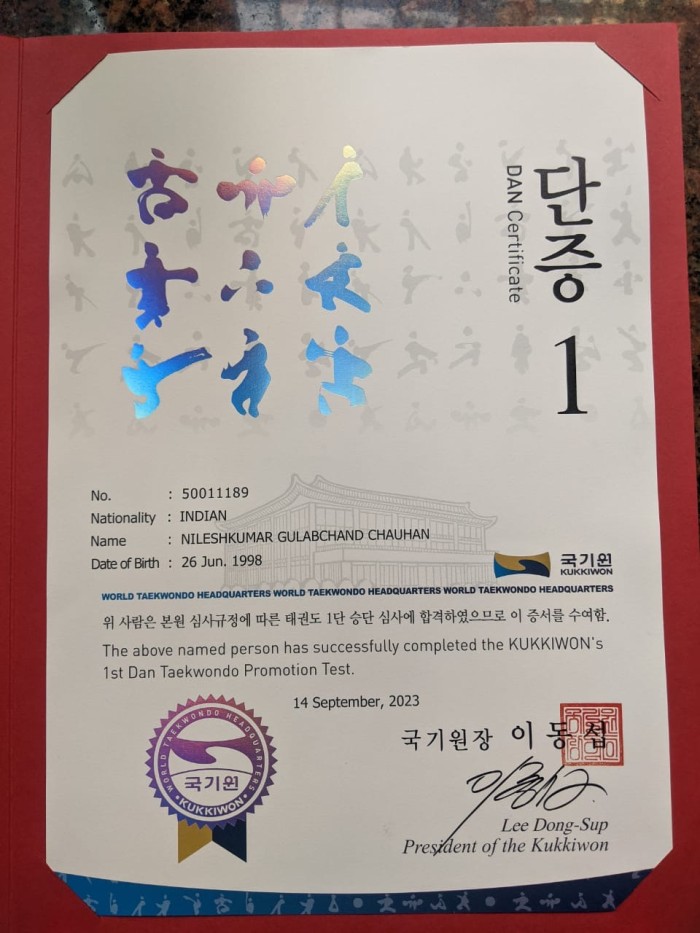 단증
DAN Certificate
1
No. : 50011189
Nationality : INDIAN
Name : NILESHKUMAR GULABCHAND CHAUHAN
Date of Birth : 26 Jun. 1998
국기원
KUKKIWON
WORLD TAEKWONDO HEADQUARTERS WORLD TAEKWONDO HEADQUARTERS WORLD TAEKWONDO HEADQUARTERS
위 사람은 본원 심사규정에 따른 태권도 1단 승단 심사에 합격하였으므로 이 증서를 수여함.
The above named person has successfully completed the KUKKIWON's
1st Dan Taekwondo Promotion Test.
14 September, 2023
국기원장 이동섭
Lee Dong-Sup
President of the Kukkiwon
WORLD TAEKWONDO HEADQUARTERS
국기원
KUKKIWON